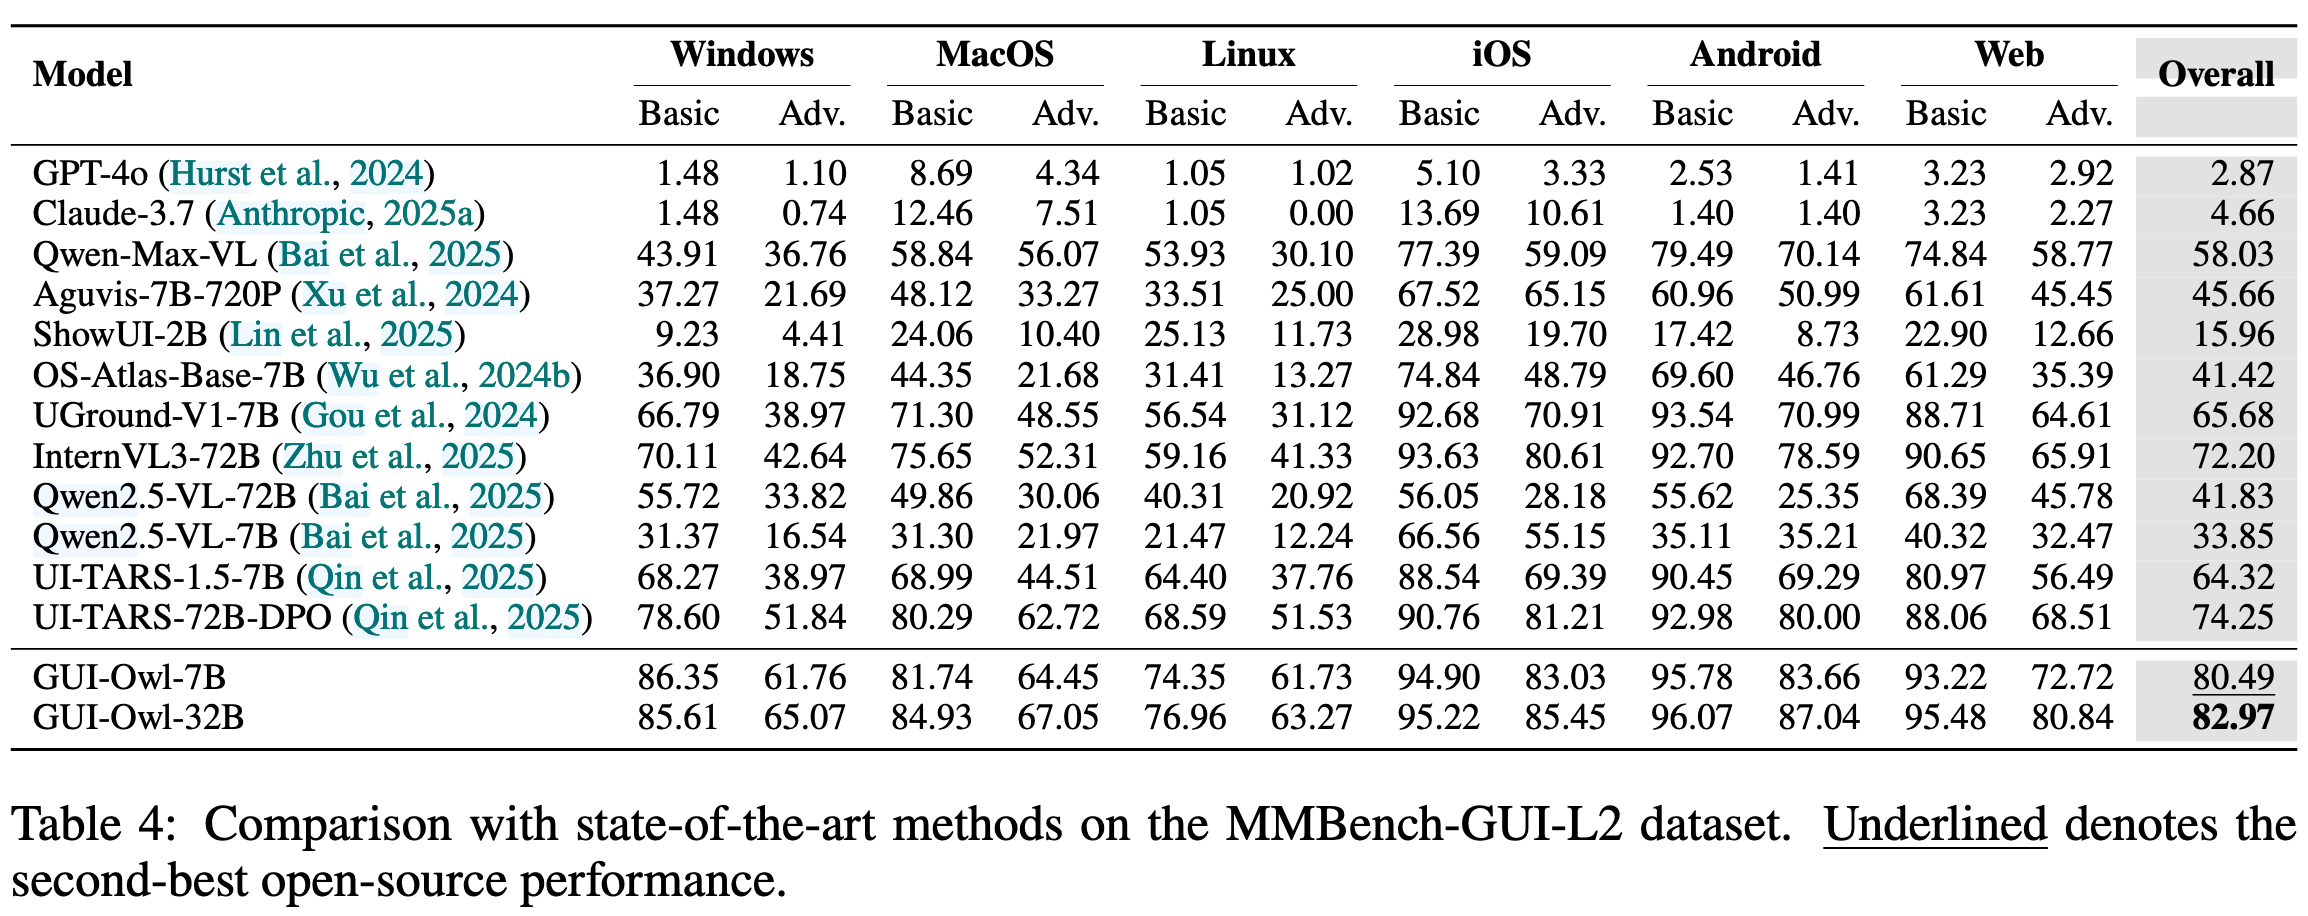 Model Windows MacOS Linux iOS Android Web Overall
Basic Adv. Basic Adv. Basic Adv. Basic Adv. Basic Adv. Basic Adv.
GPT-4o (Hurst et al., 2024) 1.48 1.10 8.69 4.34 1.05 1.02 5.10 3.33 2.53 1.41 3.23 2.92 2.87
Claude-3.7 (Anthropic, 2025a) 1.48 0.74 12.46 7.51 1.05 0.00 13.69 10.61 1.40 1.40 3.23 2.27 4.66
Qwen-Max-VL (Bai et al., 2025) 43.91 36.76 58.84 56.07 53.93 30.10 77.39 59.09 79.49 70.14 74.84 58.77 58.03
Aguvis-7B-720P (Xu et al., 2024) 37.27 21.69 48.12 33.27 33.51 25.00 67.52 65.15 60.96 50.99 61.61 45.45 45.66
ShowUI-2B (Lin et al., 2025) 9.23 4.41 24.06 10.40 25.13 11.73 28.98 19.70 17.42 8.73 22.90 12.66 15.96
OS-Atlas-Base-7B (Wu et al., 2024b) 36.90 18.75 44.35 21.68 31.41 13.27 74.84 48.79 69.60 46.76 61.29 35.39 41.42
UGround-V1-7B (Gou et al., 2024) 66.79 38.97 71.30 48.55 56.54 31.12 92.68 70.91 93.54 70.99 88.71 64.61 65.68
InternVL3-72B (Zhu et al., 2025) 70.11 42.64 75.65 52.31 59.16 41.33 93.63 80.61 92.70 78.59 90.65 65.91 72.20
Qwen2.5-VL-72B (Bai et al., 2025) 55.72 33.82 49.86 30.06 40.31 20.92 56.05 28.18 55.62 25.35 68.39 45.78 41.83
Qwen2.5-VL-7B (Bai et al., 2025) 31.37 16.54 31.30 21.97 21.47 12.24 66.56 55.15 35.11 35.21 40.32 32.47 33.85
UI-TARS-1.5-7B (Qin et al., 2025) 68.27 38.97 68.99 44.51 64.40 37.76 88.54 69.39 90.45 69.29 80.97 56.49 64.32
UI-TARS-72B-DPO (Qin et al., 2025) 78.60 51.84 80.29 62.72 68.59 51.53 90.76 81.21 92.98 80.00 88.06 68.51 74.25
GUI-Owl-7B 86.35 61.76 81.74 64.45 74.35 61.73 94.90 83.03 95.78 83.66 93.22 72.72 80.49
GUI-Owl-32B 85.61 65.07 84.93 67.05 76.96 63.27 95.22 85.45 96.07 87.04 95.48 80.84 82.97
Table 4: Comparison with state-of-the-art methods on the MMBench-GUI-L2 dataset. Underlined denotes the
second-best open-source performance.